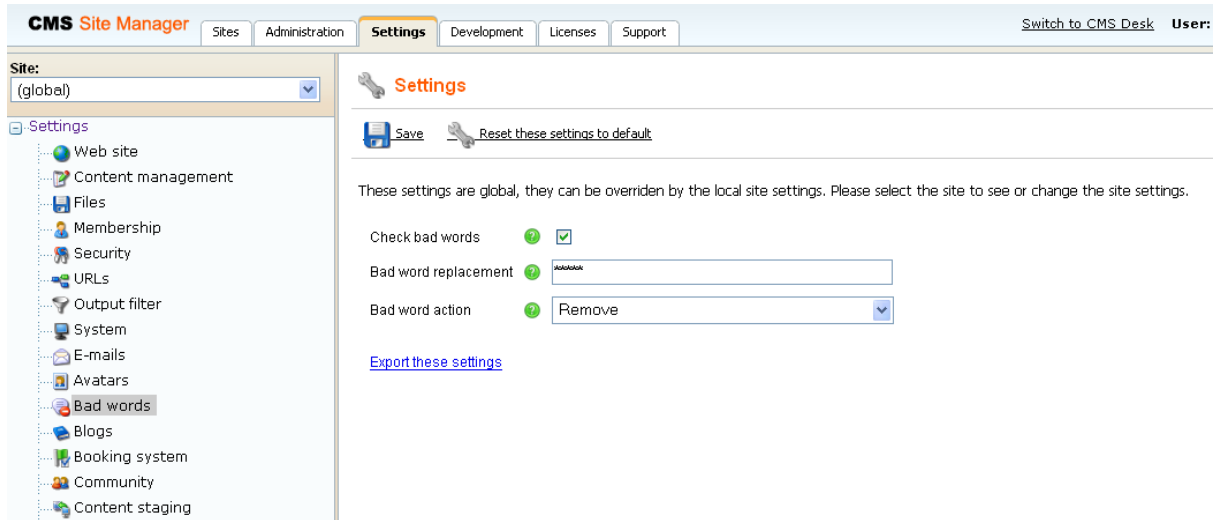 CMS Site Manager
Sites Administration Settings Development Licenses Support
Switch to CMS Desk User:
Site:
(global)
Settings
Web site
Content management
Files
Membership
Security
URLs
Output filter
System
E-mails
Avatars
Bad words
Blogs
Booking system
Community
Content staging
Settings
Save Reset these settings to default
These settings are global, they can be overriden by the local site settings. Please select the site to see or change the site settings.
Check bad words
Bad word replacement
Bad word action Remove
Export these settings